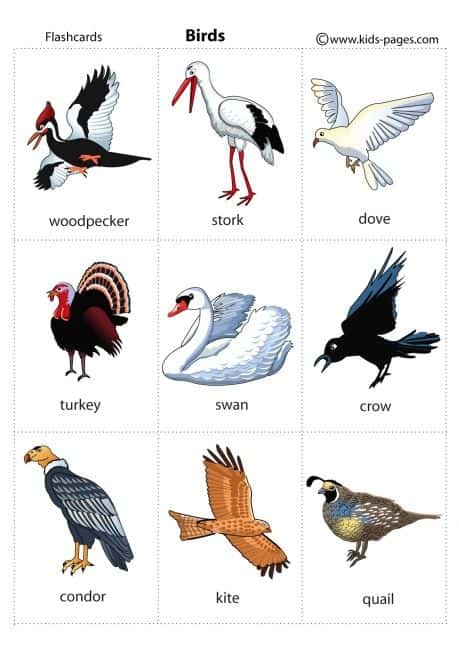 Flashcards Birds ©www.kids-pages.com
woodpecker stork dove
turkey swan crow
condor kite quail